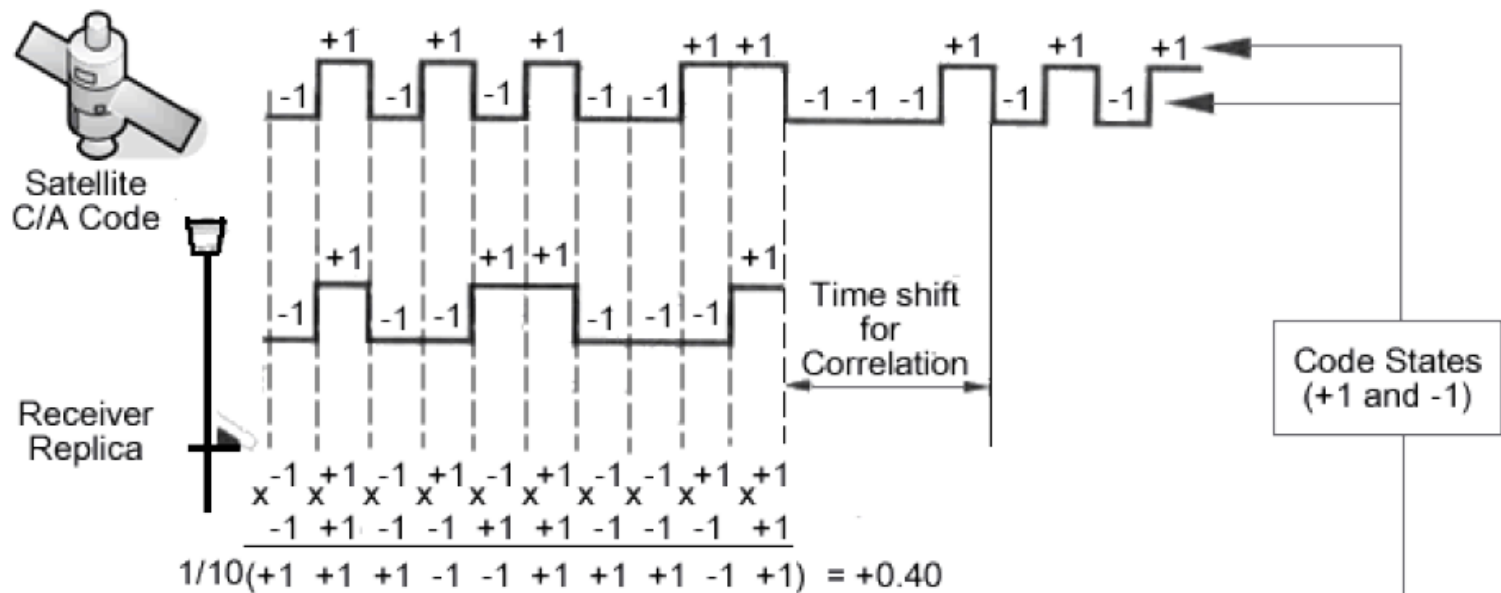 +1 +1 +1 +1 +1 +1 +1 +1
-1 -1 -1 -1 -1 -1 -1 -1 -1 -1
Satellite
C/A Code
+1 +1 +1 +1
-1 -1 -1 -1 -1 -1
Time shift
for
Correlation
Code States
(+1 and -1)
Receiver
Replica
x-1 x+1 x-1 x+1 x-1 x+1 x-1 x-1 x+1 x+1
-1 +1 -1 -1 +1 +1 -1 -1 -1 +1
1/10(+1 +1 +1 -1 -1 +1 +1 +1 -1 +1) = +0.40